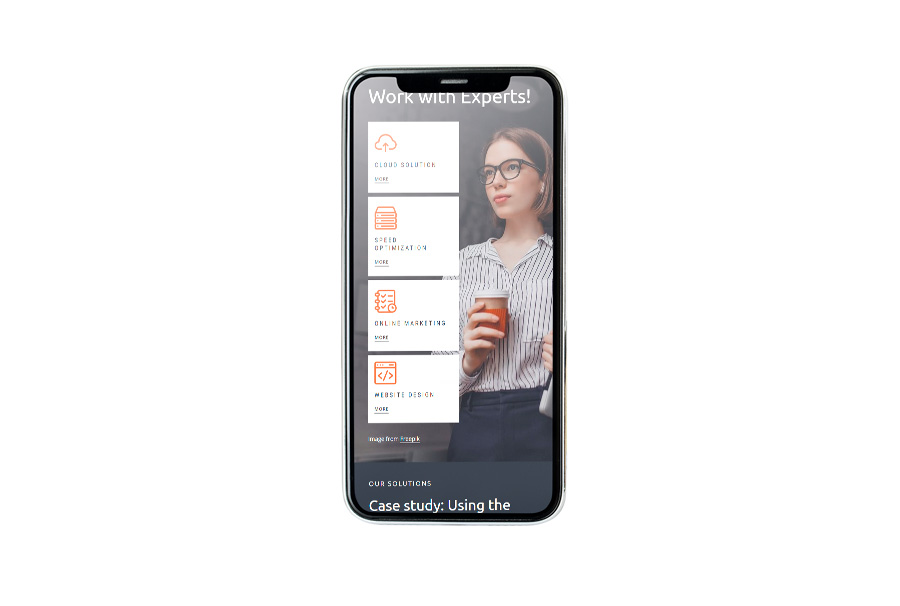 Work with Experts!
CLOUD SOLUTION
MORE
SPEED
OPTIMIZATION
MORE
ONLINE MARKETING
MORE
WEBSITE DESIGN
MORE
Image from Freepik
OUR SOLUTIONS
Case study: Using the